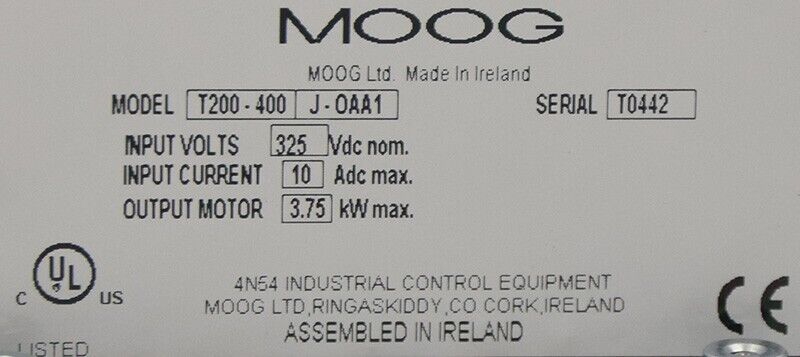 MOOG
MOOG Ltd. Made In Ireland
MODEL T200-400 J-OAA1 SERIAL T0442
INPUT VOLTS 325 Vdc nom.
INPUT CURRENT 10 Adc max.
OUTPUT MOTOR 3.75 kW max.
C UL US
4N54 INDUSTRIAL CONTROL EQUIPMENT
MOOG LTD,RINGASKIDDY,CO CORK,IRELAND
CE
LISTED ASSEMBLED IN IRELAND